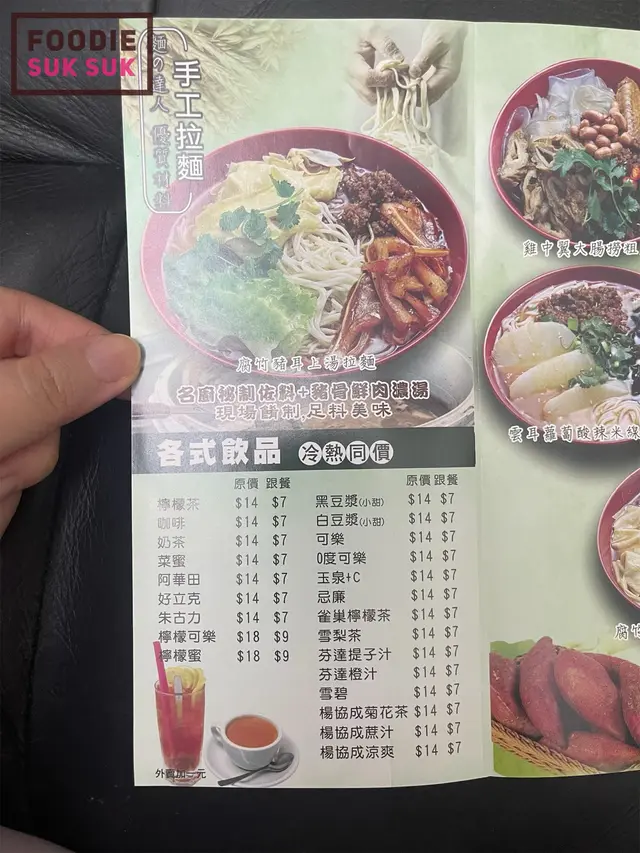 FOODIE
SUK SUK
麵の達人 優質材料
手工拉麵
腐竹豬耳上湯拉麵
名廚秘制佐料+豬骨鮮肉濃湯
現場餠制,足料美味
各式飲品 冷熱同價
原價 跟餐
檸檬茶 $14 $7
咖啡 $14 $7
奶茶 $14 $7
菜蜜 $14 $7
阿華田 $14 $7
好立克 $14 $7
朱古力 $14 $7
檸檬可樂 $18 $9
檸檬蜜 $18 $9
原價 跟餐
黑豆漿(小甜) $14 $7
白豆漿(小甜) $14 $7
可樂 $14 $7
0度可樂 $14 $7
玉泉+C $14 $7
忌廉 $14 $7
雀巢檸檬茶 $14 $7
雪梨茶 $14 $7
芬達提子汁 $14 $7
芬達橙汁 $14 $7
雪碧 $14 $7
楊協成菊花茶 $14 $7
楊協成蔗汁 $14 $7
楊協成涼爽 $14 $7
外賣加 元
雞中翼大腸撈粗
雲耳蘿蔔酸辣米線
腐竹